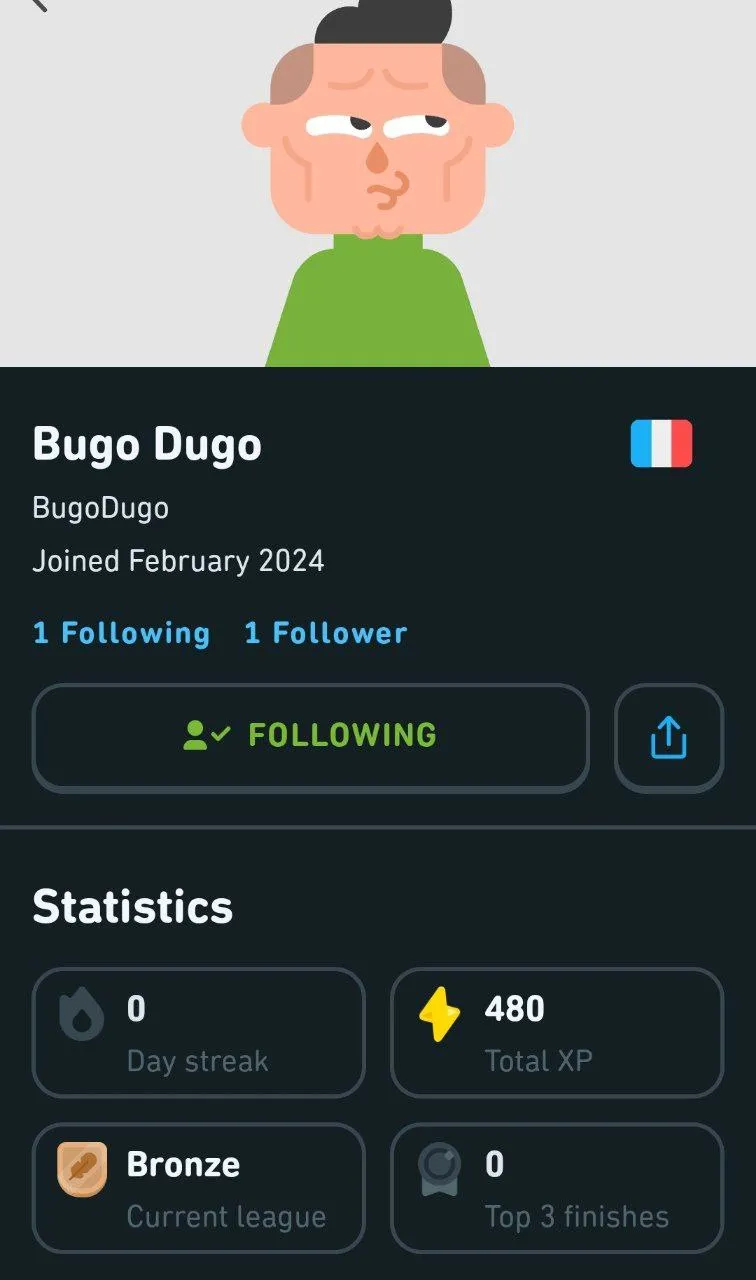 Bugo Dugo
BugoDugo
Joined February 2024
1 Following 1 Follower
FOLLOWING
Statistics
0
Day streak
480
Total XP
Bronze
Current league
0
Top 3 finishes